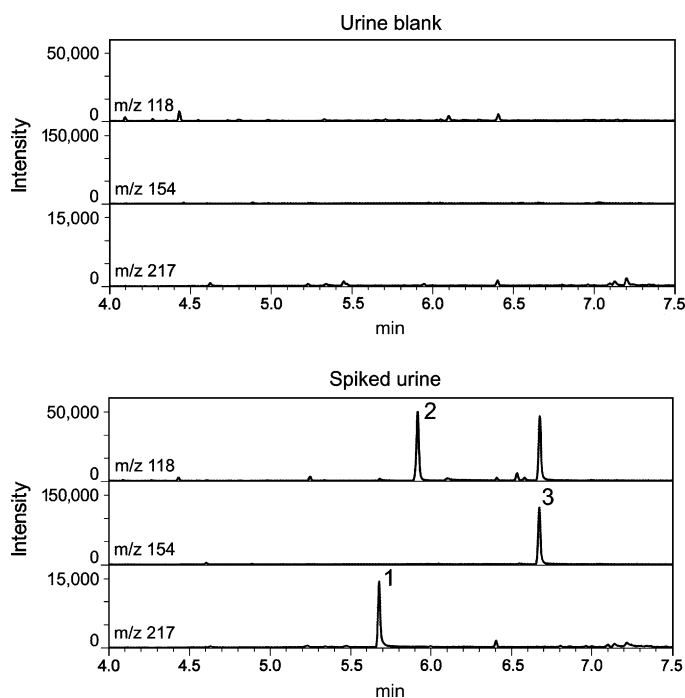 Urine blank
50,000
0
m/z 118
150,000
Intensity
0
m/z 154
15,000
0
m/z 217
4.0 4.5 5.0 5.5 6.0 6.5 7.0 7.5
min
Spiked urine
50,000
2
0
m/z 118
150,000
3
Intensity
0
m/z 154
15,000
1
0
m/z 217
4.0 4.5 5.0 5.5 6.0 6.5 7.0 7.5
min